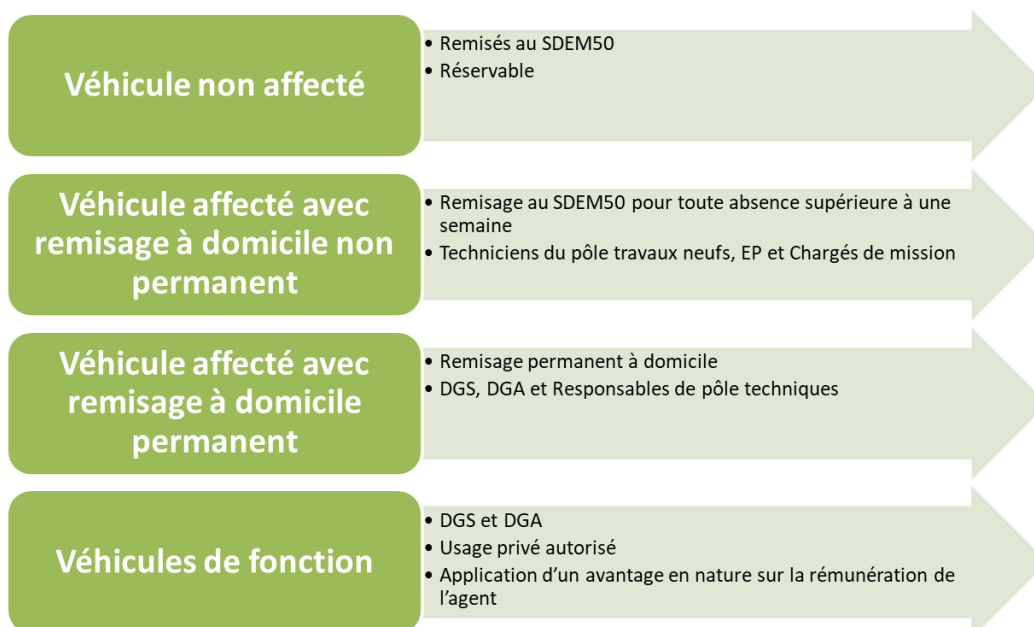 Véhicule non affecté
• Remisés au SDEM50
• Réservable
Véhicule affecté avec
remisage à domicile non
permanent
• Remisage au SDEM50 pour toute absence supérieure à une
semaine
• Techniciens du pôle travaux neufs, EP et Chargés de mission
Véhicule affecté avec
remisage à domicile
permanent
• Remisage permanent à domicile
• DGS, DGA et Responsables de pôle techniques
Véhicules de fonction
• DGS et DGA
• Usage privé autorisé
• Application d’un avantage en nature sur la rémunération de
l’agent